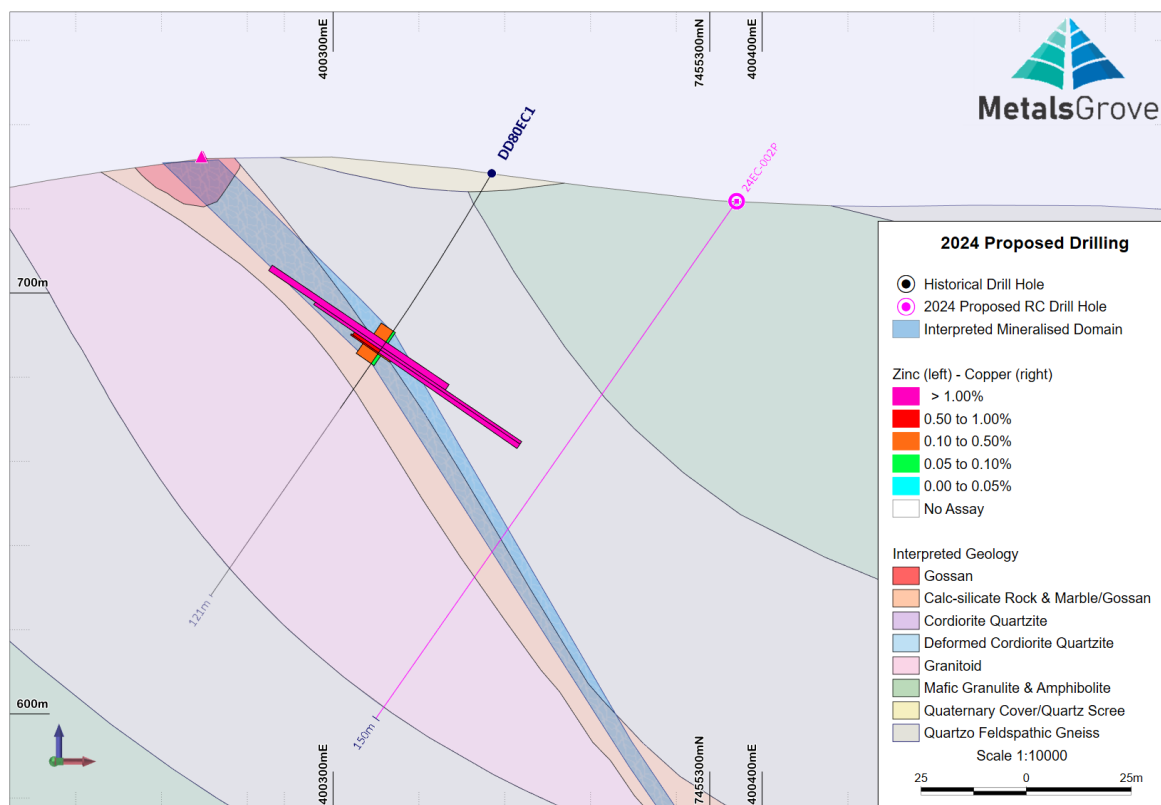 400300mE
7455300mN
400400mE
MetalsGrove
DD80EC1
24EC-002P
700m
121m
600m
150m
400300mE
7455300mN
400400mE
2024 Proposed Drilling
Historical Drill Hole
2024 Proposed RC Drill Hole
Interpreted Mineralised Domain
Zinc (left) - Copper (right)
> 1.00%
0.50 to 1.00%
0.10 to 0.50%
0.05 to 0.10%
0.00 to 0.05%
No Assay
Interpreted Geology
Gossan
Calc-silicate Rock & Marble/Gossan
Cordiorite Quartzite
Deformed Cordiorite Quartzite
Granitoid
Mafic Granulite & Amphibolite
Quaternary Cover/Quartz Scree
Quartzo Feldspathic Gneiss
Scale 1:10000
25 0 25m